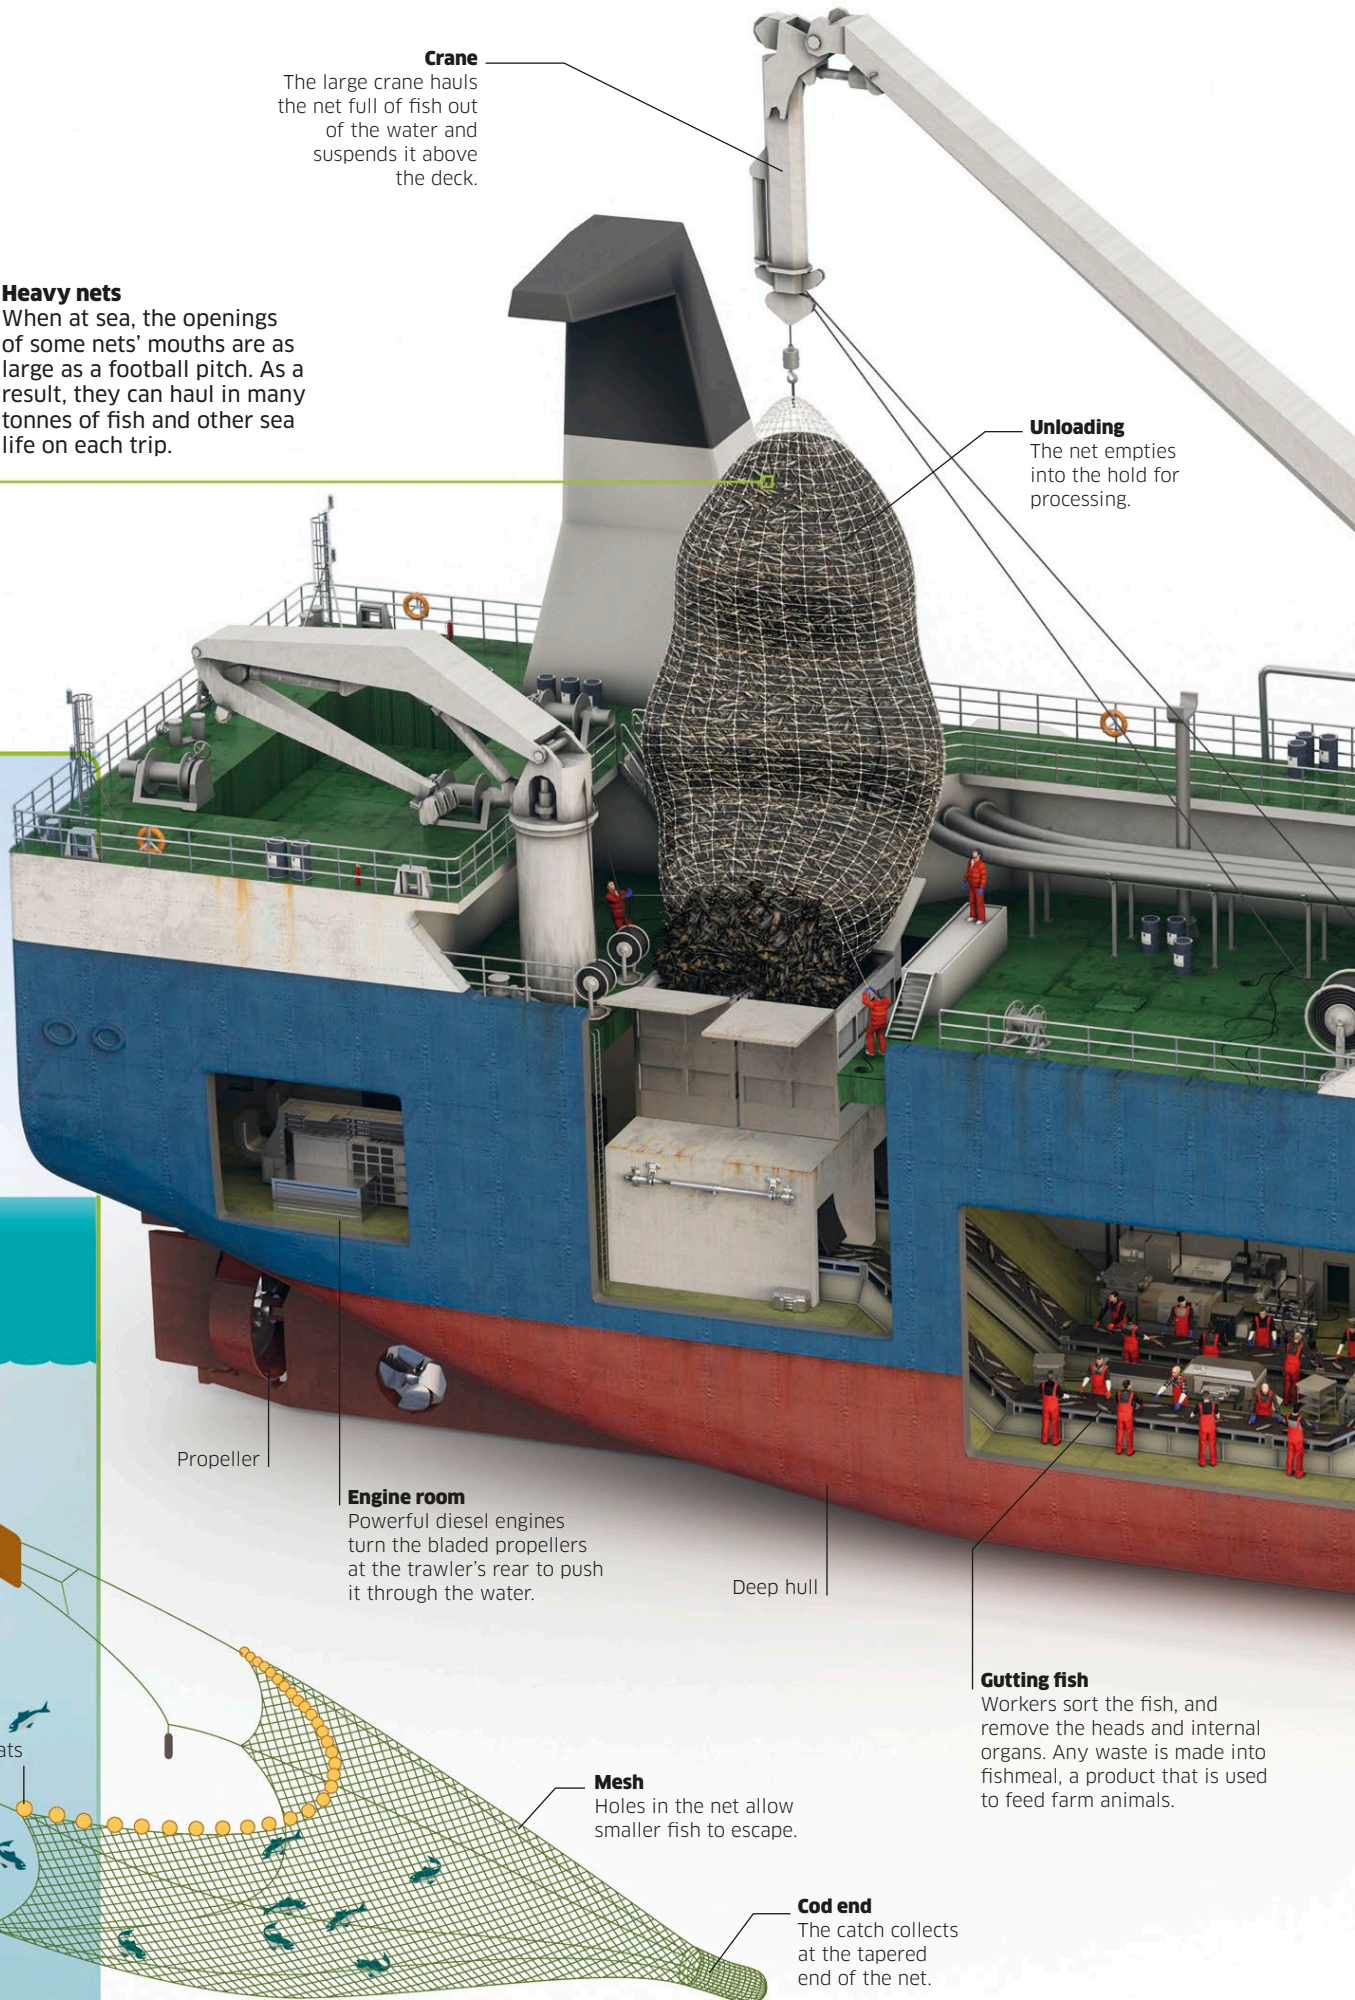 Crane
The large crane hauls
the net full of fish out
of the water and
suspends it above
the deck.
Heavy nets
When at sea, the openings
of some nets’ mouths are as
large as a football pitch. As a
result, they can haul in many
tonnes of fish and other sea
life on each trip.
Unloading
The net empties
into the hold for
processing.
Propeller
Engine room
Powerful diesel engines
turn the bladed propellers
at the trawler’s rear to push
it through the water.
Deep hull
Gutting fish
Workers sort the fish, and
remove the heads and internal
organs. Any waste is made into
fishmeal, a product that is used
to feed farm animals.
Mesh
Holes in the net allow
smaller fish to escape.
Cod end
The catch collects
at the tapered
end of the net.